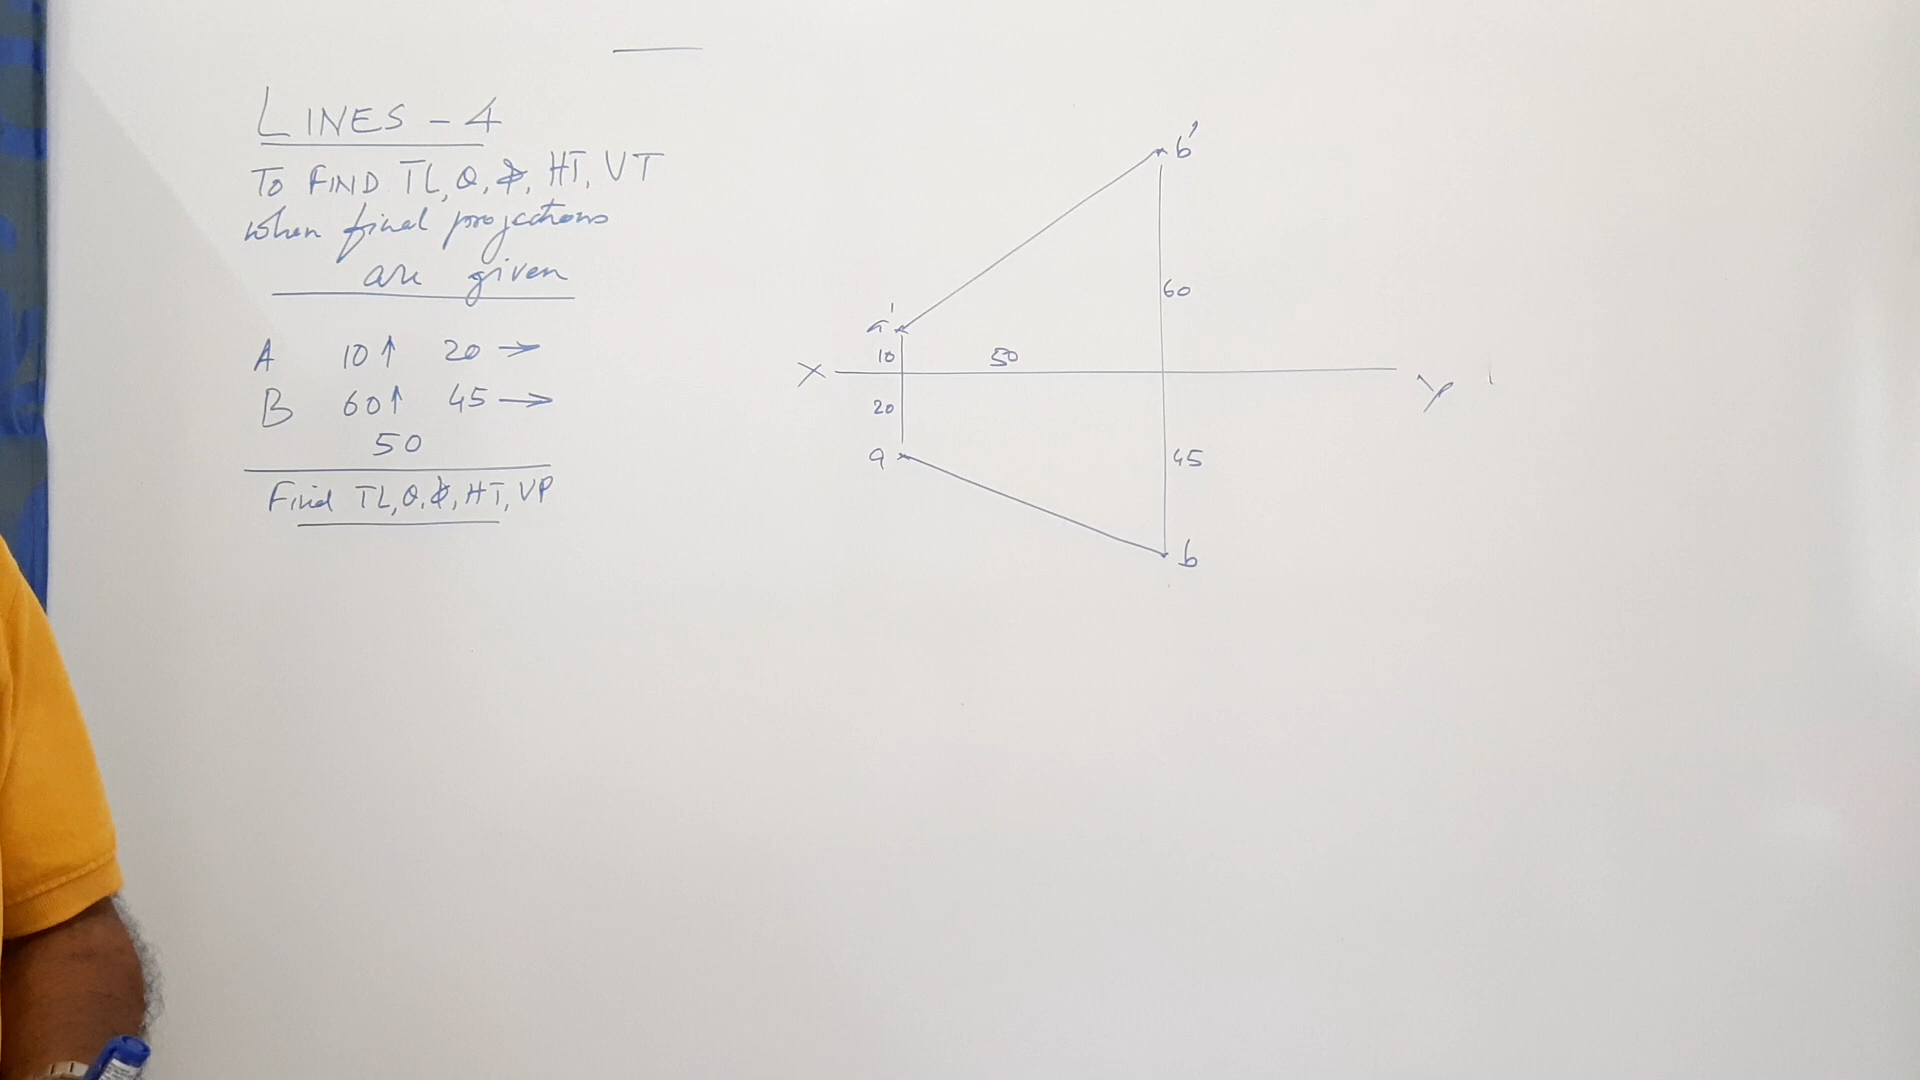 LINES - 4
TO FIND TL, θ, Φ, HT, VT
when final projections
are given
A 10↑ 20 →
B 60↑ 45 →
50
Find TL, θ, Φ, HT, VP
b'
60
a'
10
50
X
Y
20
a
45
b